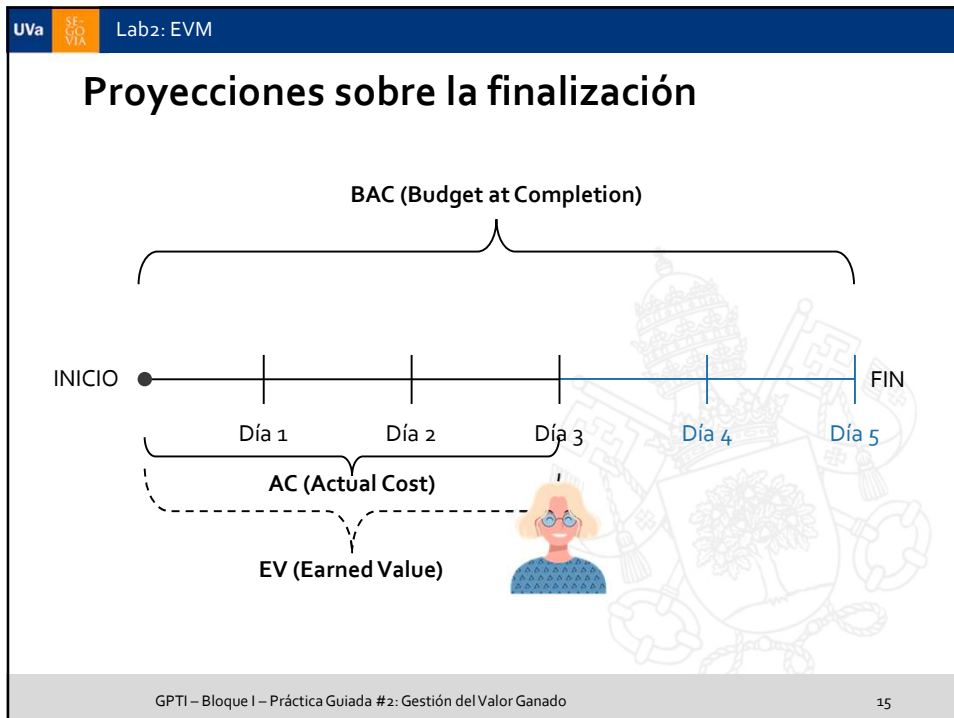 UVa
SE-
GO
VIA
Lab2: EVM
Proyecciones sobre la finalización
BAC (Budget at Completion)
INICIO
FIN
Día 1
Día 2
Día 3
Día 4
Día 5
AC (Actual Cost)
EV (Earned Value)
GPTI – Bloque I – Práctica Guiada #2: Gestión del Valor Ganado
15